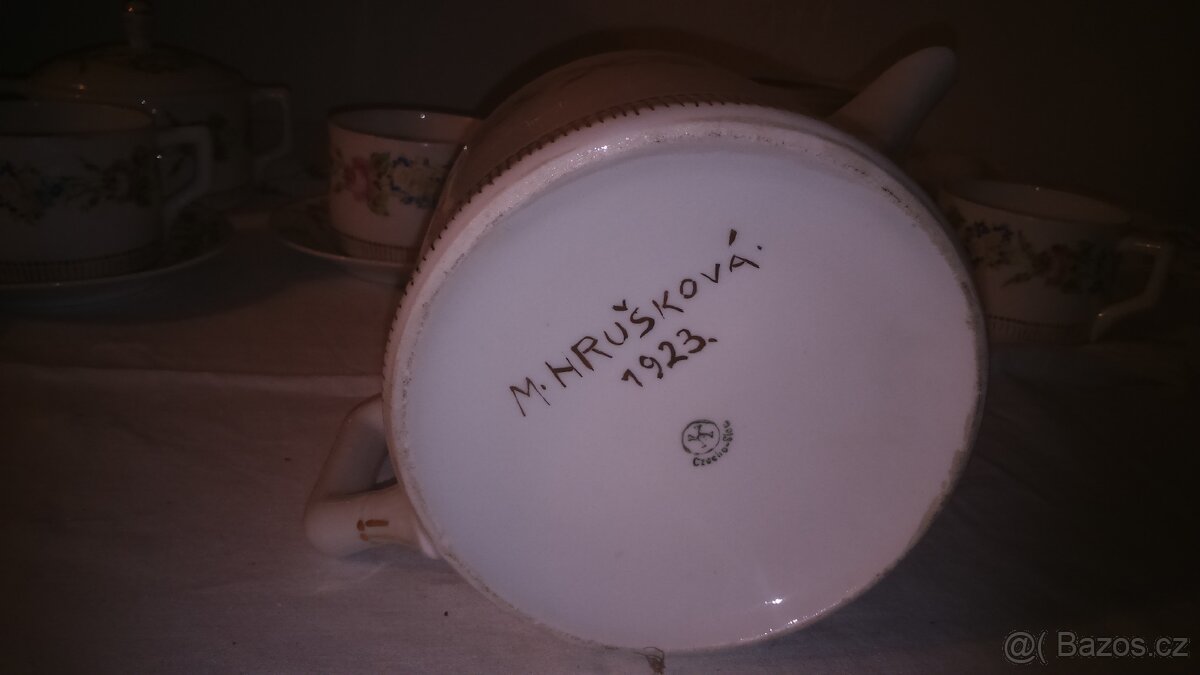 M. HRUŠKOVÁ.
1923.
Czecho-Slov
@( Bazos.cz